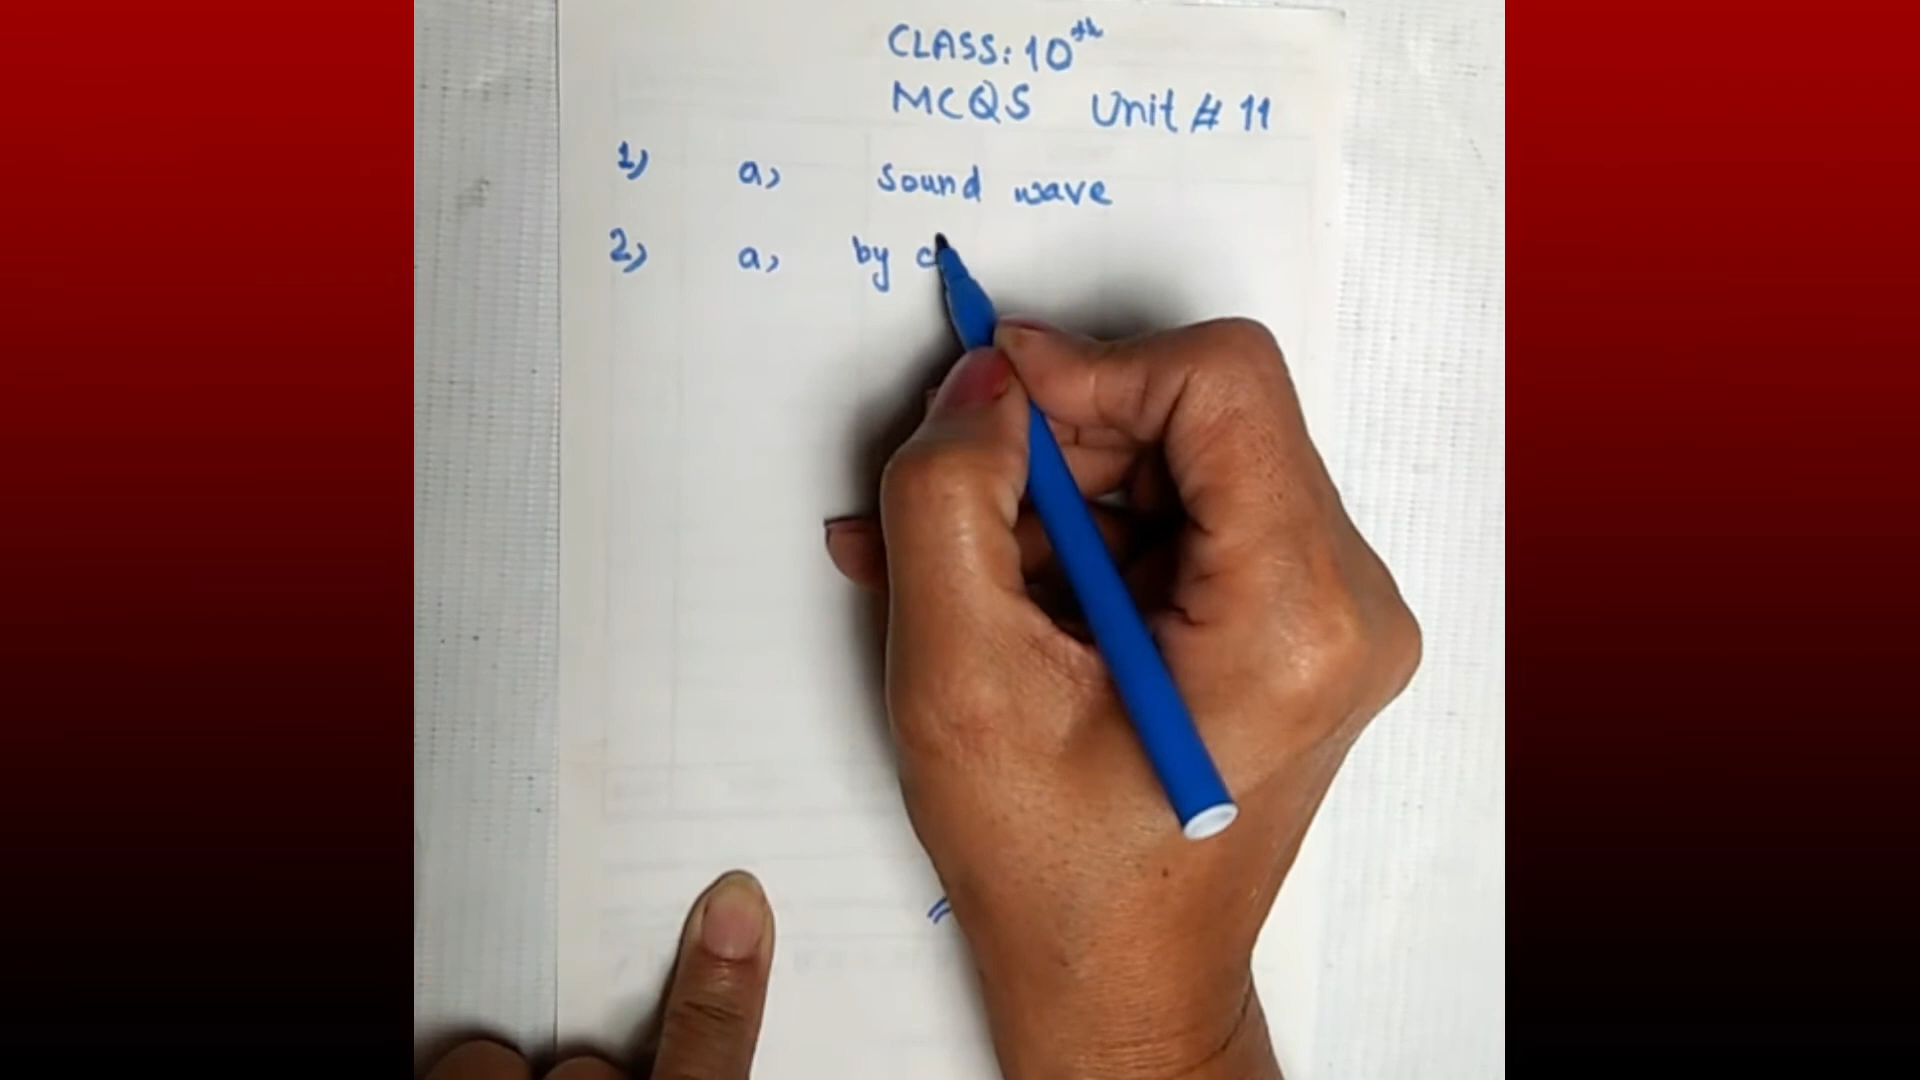 CLASS: 10th
MCQS Unit # 11
1) a) Sound wave
2) a) by